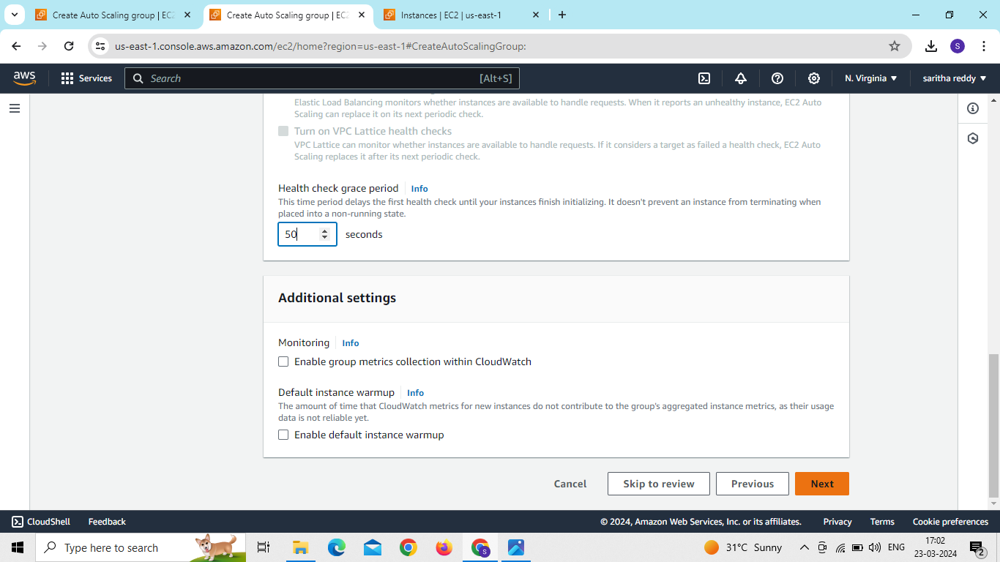 Create Auto Scaling group | EC2
Create Auto Scaling group | EC2
Instances | EC2 | us-east-1
us-east-1.console.aws.amazon.com/ec2/home?region=us-east-1#CreateAutoScalingGroup:
S
aws
Services
Search
[Alt+S]
N. Virginia
saritha reddy
Elastic Load Balancing monitors whether instances are available to handle requests. When it reports an unhealthy instance, EC2 Auto
Scaling can replace it on its next periodic check.
Turn on VPC Lattice health checks
VPC Lattice can monitor whether instances are available to handle requests. If it considers a target as failed a health check, EC2 Auto
Scaling replaces it after its next periodic check.
Health check grace period
Info
This time period delays the first health check until your instances finish initializing. It doesn't prevent an instance from terminating when
placed into a non-running state.
50
seconds
Additional settings
Monitoring
Info
Enable group metrics collection within CloudWatch
Default instance warmup
Info
The amount of time that CloudWatch metrics for new instances do not contribute to the group's aggregated instance metrics, as their usage
data is not reliable yet.
Enable default instance warmup
Cancel
Skip to review
Previous
Next
CloudShell
Feedback
© 2024, Amazon Web Services, Inc. or its affiliates.
Privacy
Terms
Cookie preferences
Type here to search
S
31°C Sunny
ENG
17:02
23-03-2024
2